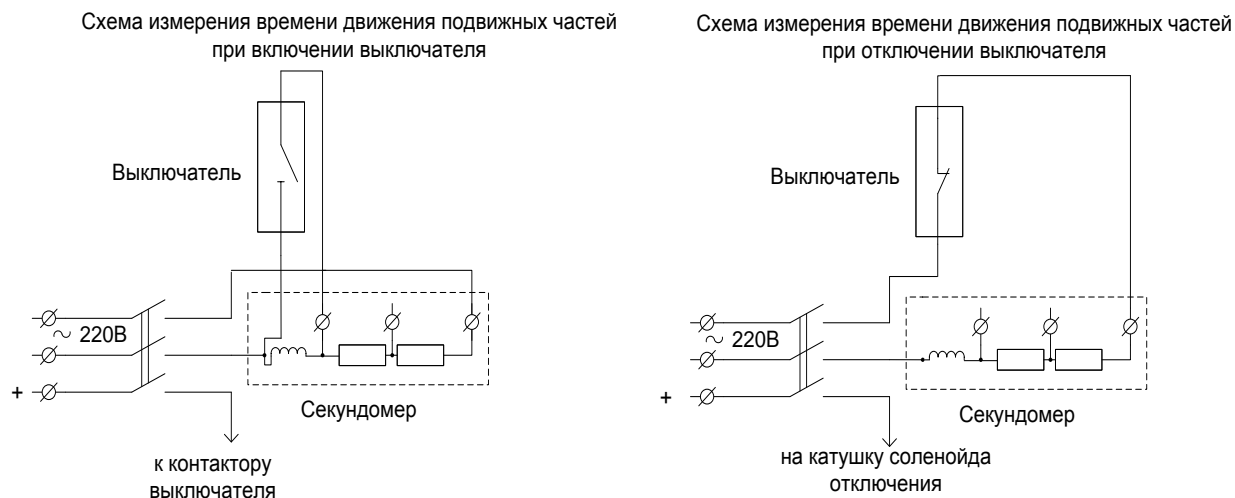 Схема измерения времени движения подвижных частей
при включении выключателя
Выключатель
~ 220В
+
Секундомер
к контактору
выключателя
Схема измерения времени движения подвижных частей
при отключении выключателя
Выключатель
~ 220В
+
Секундомер
на катушку соленойда
отключения